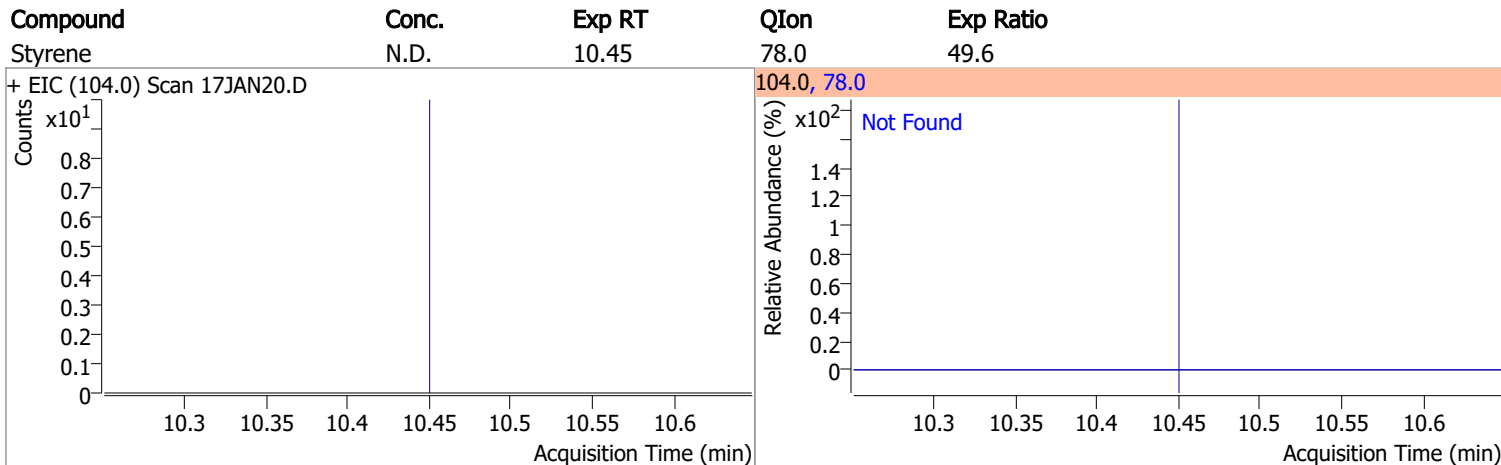 Compound Conc. Exp RT QIon Exp Ratio
Styrene N.D. 10.45 78.0 49.6
+ EIC (104.0) Scan 17JAN20.D
Counts
x10¹
0.8
0.7
0.6
0.5
0.4
0.3
0.2
0.1
0
10.3 10.35 10.4 10.45 10.5 10.55 10.6
Acquisition Time (min)
104.0, 78.0
Relative Abundance (%)
x10²
Not Found
1.4
1.2
1
0.8
0.6
0.4
0.2
0
10.3 10.35 10.4 10.45 10.5 10.55 10.6
Acquisition Time (min)